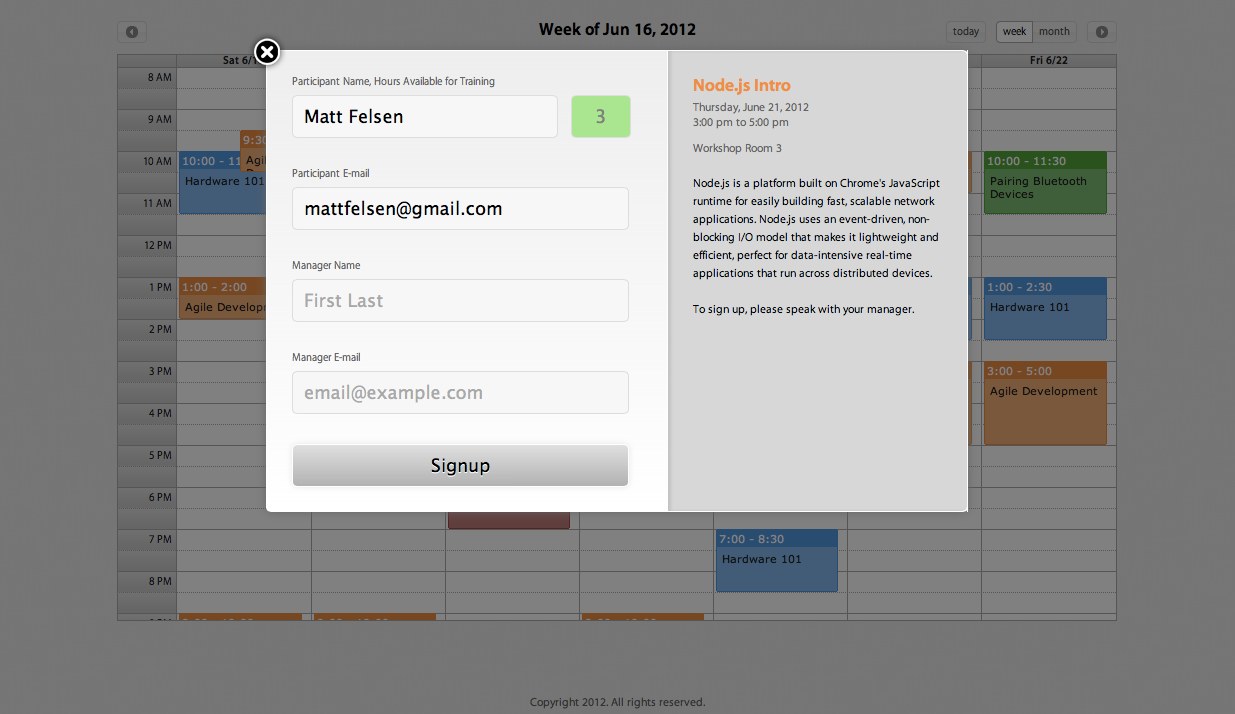 Week of Jun 16, 2012
today
week
month
Sat 6/
Fri 6/22
8 AM
9 AM
10 AM
11 AM
12 PM
1 PM
2 PM
3 PM
4 PM
5 PM
6 PM
7 PM
8 PM
9:30
Agil
10:00 - 11
Hardware 101
1:00 - 2:00
Agile Develop
Participant Name, Hours Available for Training
Matt Felsen
3
Participant E-mail
mattfelsen@gmail.com
Manager Name
First Last
Manager E-mail
email@example.com
Signup
Node.js Intro
Thursday, June 21, 2012
3:00 pm to 5:00 pm
Workshop Room 3
Node.js is a platform built on Chrome's JavaScript
runtime for easily building fast, scalable network
applications. Node.js uses an event-driven, non-
blocking I/O model that makes it lightweight and
efficient, perfect for data-intensive real-time
applications that run across distributed devices.
To sign up, please speak with your manager.
10:00 - 11:30
Pairing Bluetooth
Devices
1:00 - 2:30
Hardware 101
3:00 - 5:00
Agile Development
7:00 - 8:30
Hardware 101
Copyright 2012. All rights reserved.